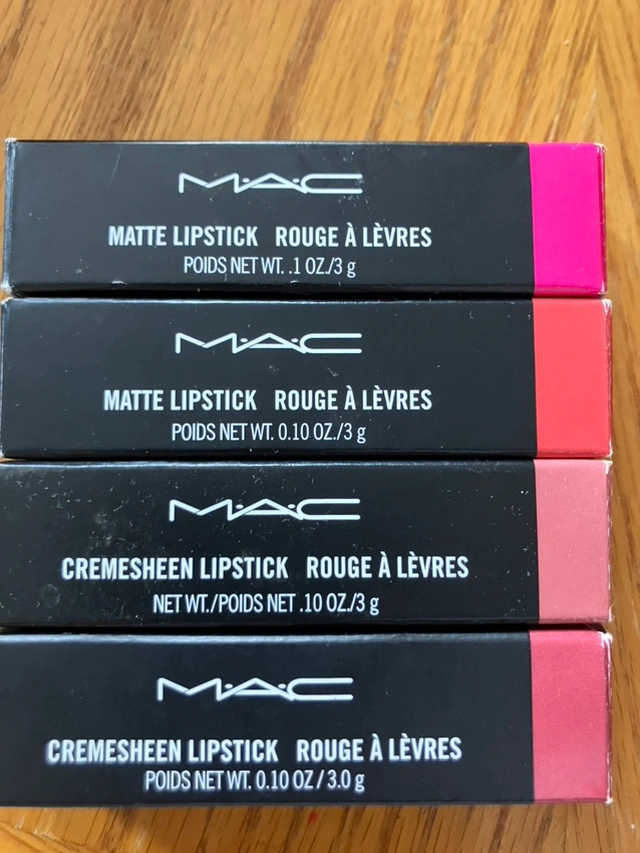 M·A·C
MATTE LIPSTICK ROUGE À LÈVRES
POIDS NET WT. .1 OZ./3 g
M·A·C
MATTE LIPSTICK ROUGE À LÈVRES
POIDS NET WT. 0.10 OZ./3 g
M·A·C
CREMESHEEN LIPSTICK ROUGE À LÈVRES
NET WT./POIDS NET .10 OZ./3 g
M·A·C
CREMESHEEN LIPSTICK ROUGE À LÈVRES
POIDS NET WT. 0.10 OZ / 3.0 g